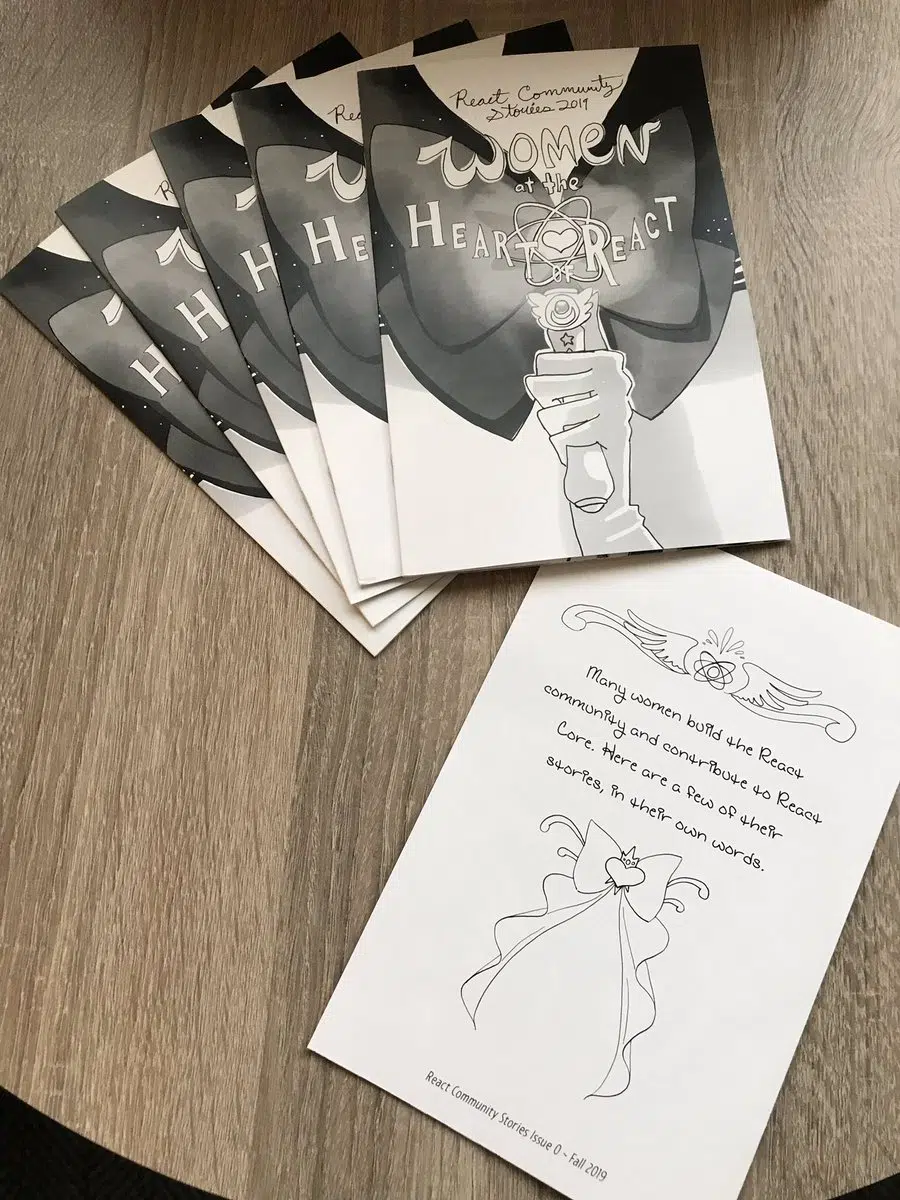 React Community
Stories 2019
WOMEN
at the
HEART OF REACT
Rea
W
HE
R
H
H
H
Many women build the React
community and contribute to React
Core. Here are a few of their
stories, in their own words.
React Community Stories Issue 0 ~ Fall 2019